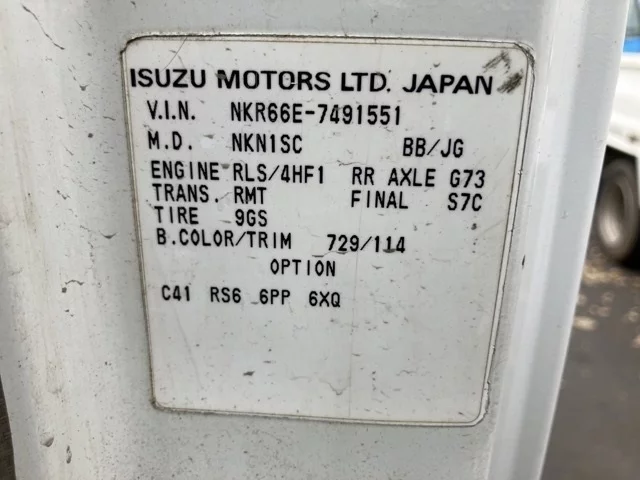 ISUZU MOTORS LTD. JAPAN
V.I.N. NKR66E-7491551
M.D. NKN1SC BB/JG
ENGINE RLS/4HF1 RR AXLE G73
TRANS. RMT FINAL S7C
TIRE 9GS
B.COLOR/TRIM 729/114
OPTION
C41 RS6 6PP 6XQ